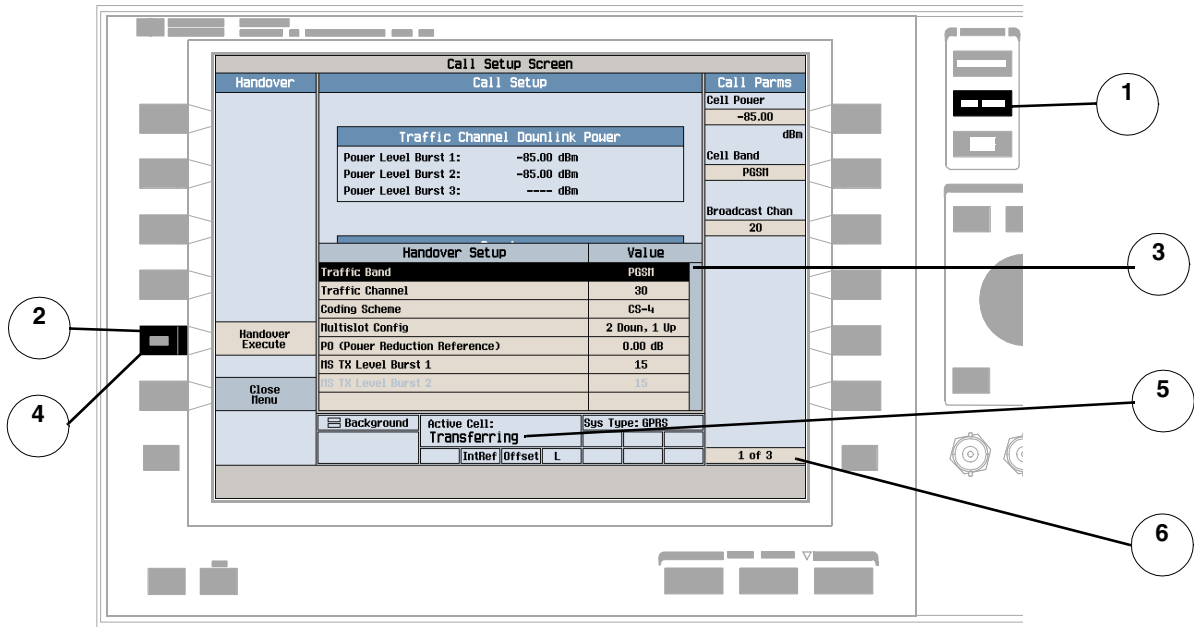 Call Setup Screen
Handover
Call Setup
Call Parms
Cell Power
-85.00
dBm
Cell Band
PGSM
Broadcast Chan
20
Traffic Channel Downlink Power
Power Level Burst 1: -85.00 dBm
Power Level Burst 2: -85.00 dBm
Power Level Burst 3: ---- dBm
Handover Setup Value
Traffic Band PGSM
Traffic Channel 30
Coding Scheme CS-4
Multislot Config 2 Down, 1 Up
P0 (Power Reduction Reference) 0.00 dB
MS TX Level Burst 1 15
MS TX Level Burst 2 15
Handover
Execute
Close
Menu
Background
Active Cell:
Transferring
Sys Type: GPRS
IntRef Offset L
1 of 3
1
2
3
4
5
6